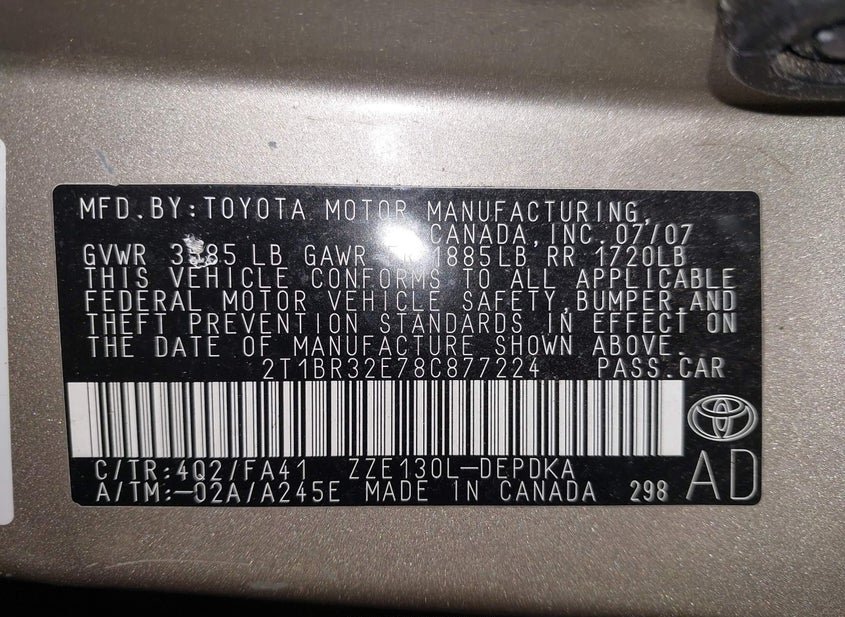 MFD.BY:TOYOTA MOTOR MANUFACTURING,
CANADA, INC. 07/07
GVWR LB GAWR 1885LB RR 1720LB
THIS VEHICLE CONFORMS TO ALL APPLICABLE
FEDERAL MOTOR VEHICLE SAFETY, BUMPER AND
THEFT PREVENTION STANDARDS IN EFFECT ON
THE DATE OF MANUFACTURE SHOWN ABOVE.
2T1BR32E78C877224 PASS.CAR
C/TR:4Q2/FA41 ZZE130L-DEPDKA
A/TM:-02A/A245E MADE IN CANADA 298 AD